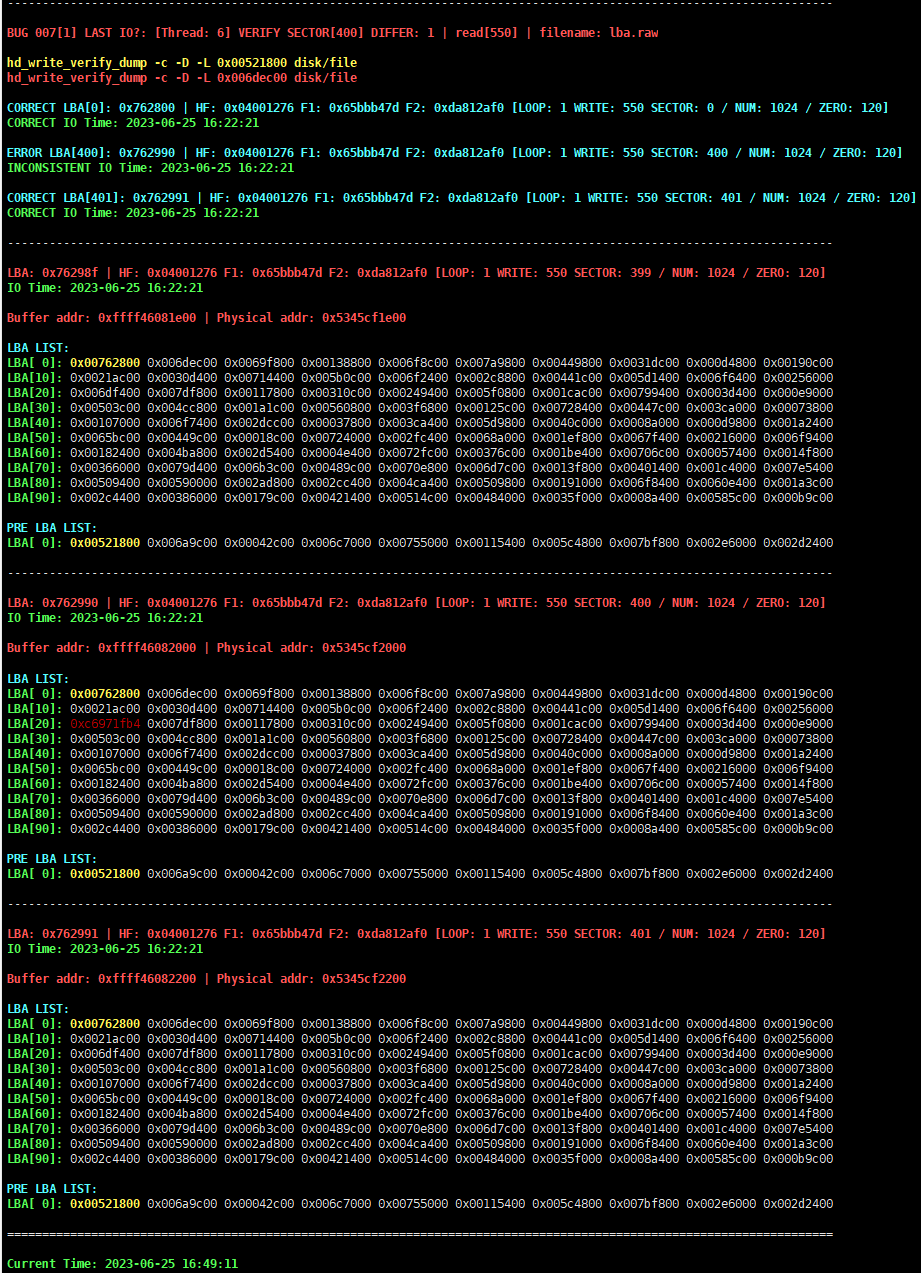 ------------------------------------------------------------------------------------------------------------------------
BUG 007[1] LAST IO?: [Thread: 6] VERIFY SECTOR[400] DIFFER: 1 | read[550] | filename: lba.raw
hd_write_verify_dump -c -D -L 0x00521800 disk/file
hd_write_verify_dump -c -D -L 0x006dec00 disk/file
CORRECT LBA[0]: 0x762800 | HF: 0x04001276 F1: 0x65bbb47d F2: 0xda812af0 [LOOP: 1 WRITE: 550 SECTOR: 0 / NUM: 1024 / ZERO: 120]
CORRECT IO Time: 2023-06-25 16:22:21
ERROR LBA[400]: 0x762990 | HF: 0x04001276 F1: 0x65bbb47d F2: 0xda812af0 [LOOP: 1 WRITE: 550 SECTOR: 400 / NUM: 1024 / ZERO: 120]
INCONSISTENT IO Time: 2023-06-25 16:22:21
CORRECT LBA[401]: 0x762991 | HF: 0x04001276 F1: 0x65bbb47d F2: 0xda812af0 [LOOP: 1 WRITE: 550 SECTOR: 401 / NUM: 1024 / ZERO: 120]
CORRECT IO Time: 2023-06-25 16:22:21
------------------------------------------------------------------------------------------------------------------------
LBA: 0x76298f | HF: 0x04001276 F1: 0x65bbb47d F2: 0xda812af0 [LOOP: 1 WRITE: 550 SECTOR: 399 / NUM: 1024 / ZERO: 120]
IO Time: 2023-06-25 16:22:21
Buffer addr: 0xffff46081e00 | Physical addr: 0x5345cf1e00
LBA LIST:
LBA[ 0]: 0x00762800 0x006dec00 0x0069f800 0x00138800 0x006f8c00 0x007a9800 0x00449800 0x0031dc00 0x000d4800 0x00190c00
LBA[10]: 0x0021ac00 0x0030d400 0x00714400 0x005b0c00 0x006f2400 0x002c8800 0x00441c00 0x005d1400 0x006f6400 0x00256000
LBA[20]: 0x006df400 0x007df800 0x00117800 0x00310c00 0x00249400 0x005f0800 0x001cac00 0x00799400 0x0003d400 0x000e9000
LBA[30]: 0x00503c00 0x004cc800 0x001a1c00 0x00560800 0x003f6800 0x00125c00 0x00728400 0x00447c00 0x003ca000 0x00073800
LBA[40]: 0x00107000 0x006f7400 0x002dcc00 0x00037800 0x003ca400 0x005d9800 0x0040c000 0x0008a000 0x000d9800 0x001a2400
LBA[50]: 0x0065bc00 0x00449c00 0x00018c00 0x00724000 0x002fc400 0x0068a000 0x001ef800 0x0067f400 0x00216000 0x006f9400
LBA[60]: 0x00182400 0x004ba800 0x002d5400 0x0004e400 0x0072fc00 0x00376c00 0x001be400 0x00706c00 0x00057400 0x0014f800
LBA[70]: 0x00366000 0x0079d400 0x006b3c00 0x00489c00 0x0070e800 0x006d7c00 0x0013f800 0x00401400 0x001c4000 0x007e5400
LBA[80]: 0x00509400 0x00590000 0x002ad800 0x002cc400 0x004ca400 0x00509800 0x00191000 0x006f8400 0x0060e400 0x001a3c00
LBA[90]: 0x002c4400 0x00386000 0x00179c00 0x00421400 0x00514c00 0x00484000 0x0035f000 0x0008a400 0x00585c00 0x000b9c00
PRE LBA LIST:
LBA[ 0]: 0x00521800 0x006a9c00 0x00042c00 0x006c7000 0x00755000 0x00115400 0x005c4800 0x007bf800 0x002e6000 0x002d2400
------------------------------------------------------------------------------------------------------------------------
LBA: 0x762990 | HF: 0x04001276 F1: 0x65bbb47d F2: 0xda812af0 [LOOP: 1 WRITE: 550 SECTOR: 400 / NUM: 1024 / ZERO: 120]
IO Time: 2023-06-25 16:22:21
Buffer addr: 0xffff46082000 | Physical addr: 0x5345cf2000
LBA LIST:
LBA[ 0]: 0x00762800 0x006dec00 0x0069f800 0x00138800 0x006f8c00 0x007a9800 0x00449800 0x0031dc00 0x000d4800 0x00190c00
LBA[10]: 0x0021ac00 0x0030d400 0x00714400 0x005b0c00 0x006f2400 0x002c8800 0x00441c00 0x005d1400 0x006f6400 0x00256000
LBA[20]: 0xc6971fb4 0x007df800 0x00117800 0x00310c00 0x00249400 0x005f0800 0x001cac00 0x00799400 0x0003d400 0x000e9000
LBA[30]: 0x00503c00 0x004cc800 0x001a1c00 0x00560800 0x003f6800 0x00125c00 0x00728400 0x00447c00 0x003ca000 0x00073800
LBA[40]: 0x00107000 0x006f7400 0x002dcc00 0x00037800 0x003ca400 0x005d9800 0x0040c000 0x0008a000 0x000d9800 0x001a2400
LBA[50]: 0x0065bc00 0x00449c00 0x00018c00 0x00724000 0x002fc400 0x0068a000 0x001ef800 0x0067f400 0x00216000 0x006f9400
LBA[60]: 0x00182400 0x004ba800 0x002d5400 0x0004e400 0x0072fc00 0x00376c00 0x001be400 0x00706c00 0x00057400 0x0014f800
LBA[70]: 0x00366000 0x0079d400 0x006b3c00 0x00489c00 0x0070e800 0x006d7c00 0x0013f800 0x00401400 0x001c4000 0x007e5400
LBA[80]: 0x00509400 0x00590000 0x002ad800 0x002cc400 0x004ca400 0x00509800 0x00191000 0x006f8400 0x0060e400 0x001a3c00
LBA[90]: 0x002c4400 0x00386000 0x00179c00 0x00421400 0x00514c00 0x00484000 0x0035f000 0x0008a400 0x00585c00 0x000b9c00
PRE LBA LIST:
LBA[ 0]: 0x00521800 0x006a9c00 0x00042c00 0x006c7000 0x00755000 0x00115400 0x005c4800 0x007bf800 0x002e6000 0x002d2400
------------------------------------------------------------------------------------------------------------------------
LBA: 0x762991 | HF: 0x04001276 F1: 0x65bbb47d F2: 0xda812af0 [LOOP: 1 WRITE: 550 SECTOR: 401 / NUM: 1024 / ZERO: 120]
IO Time: 2023-06-25 16:22:21
Buffer addr: 0xffff46082200 | Physical addr: 0x5345cf2200
LBA LIST:
LBA[ 0]: 0x00762800 0x006dec00 0x0069f800 0x00138800 0x006f8c00 0x007a9800 0x00449800 0x0031dc00 0x000d4800 0x00190c00
LBA[10]: 0x0021ac00 0x0030d400 0x00714400 0x005b0c00 0x006f2400 0x002c8800 0x00441c00 0x005d1400 0x006f6400 0x00256000
LBA[20]: 0x006df400 0x007df800 0x00117800 0x00310c00 0x00249400 0x005f0800 0x001cac00 0x00799400 0x0003d400 0x000e9000
LBA[30]: 0x00503c00 0x004cc800 0x001a1c00 0x00560800 0x003f6800 0x00125c00 0x00728400 0x00447c00 0x003ca000 0x00073800
LBA[40]: 0x00107000 0x006f7400 0x002dcc00 0x00037800 0x003ca400 0x005d9800 0x0040c000 0x0008a000 0x000d9800 0x001a2400
LBA[50]: 0x0065bc00 0x00449c00 0x00018c00 0x00724000 0x002fc400 0x0068a000 0x001ef800 0x0067f400 0x00216000 0x006f9400
LBA[60]: 0x00182400 0x004ba800 0x002d5400 0x0004e400 0x0072fc00 0x00376c00 0x001be400 0x00706c00 0x00057400 0x0014f800
LBA[70]: 0x00366000 0x0079d400 0x006b3c00 0x00489c00 0x0070e800 0x006d7c00 0x0013f800 0x00401400 0x001c4000 0x007e5400
LBA[80]: 0x00509400 0x00590000 0x002ad800 0x002cc400 0x004ca400 0x00509800 0x00191000 0x006f8400 0x0060e400 0x001a3c00
LBA[90]: 0x002c4400 0x00386000 0x00179c00 0x00421400 0x00514c00 0x00484000 0x0035f000 0x0008a400 0x00585c00 0x000b9c00
PRE LBA LIST:
LBA[ 0]: 0x00521800 0x006a9c00 0x00042c00 0x006c7000 0x00755000 0x00115400 0x005c4800 0x007bf800 0x002e6000 0x002d2400
========================================================================================================================
Current Time: 2023-06-25 16:49:11